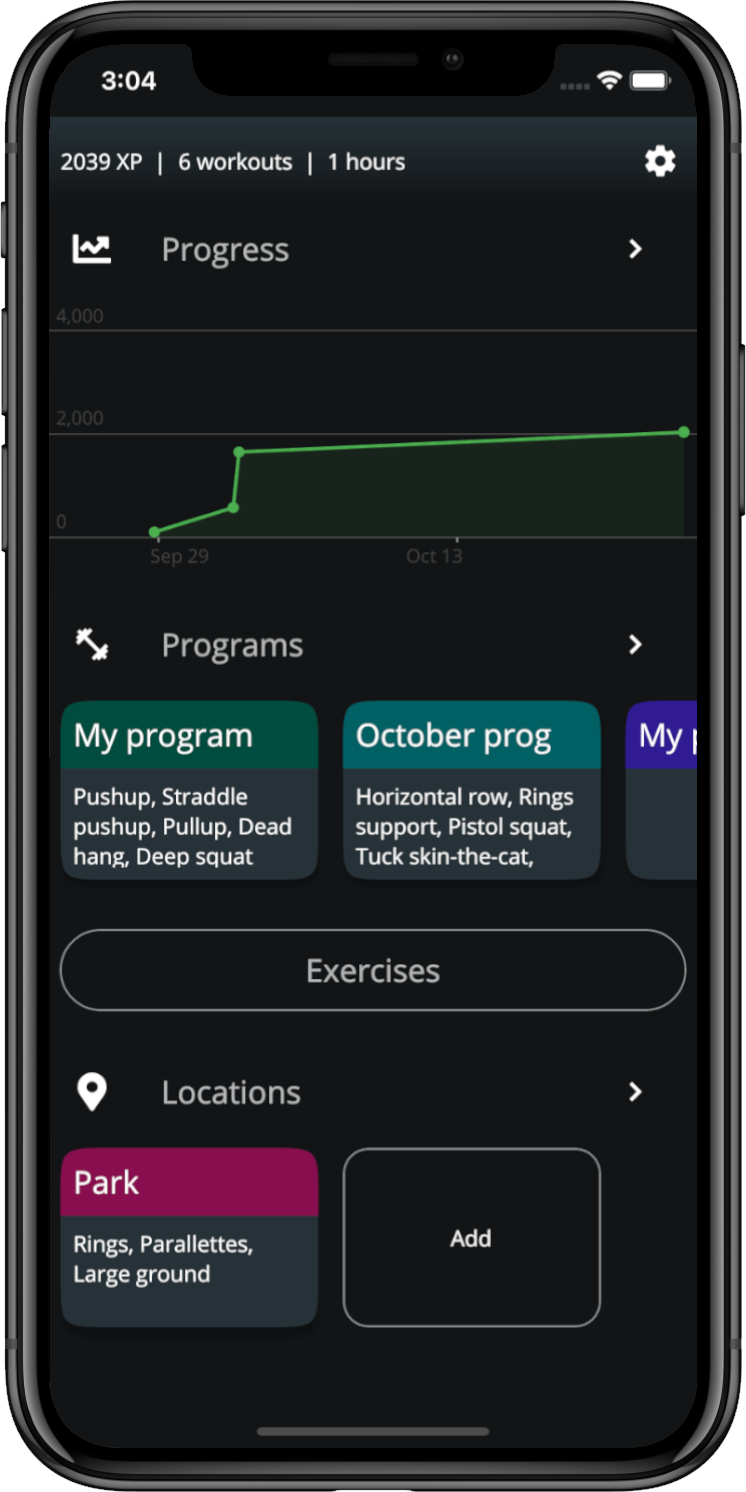 3:04
2039 XP | 6 workouts | 1 hours
Progress
4,000
2,000
0
Sep 29
Oct 13
Programs
My program
Pushup, Straddle
pushup, Pullup, Dead
hang, Deep squat
October prog
Horizontal row, Rings
support, Pistol squat,
Tuck skin-the-cat,
My
Exercises
Locations
Park
Rings, Parallettes,
Large ground
Add